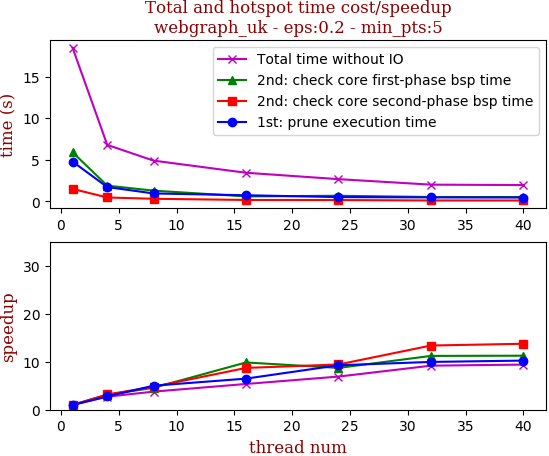 Total and hotspot time cost/speedup
webgraph_uk - eps:0.2 - min_pts:5
time (s)
15
10
5
0
Total time without IO
2nd: check core first-phase bsp time
2nd: check core second-phase bsp time
1st: prune execution time
0 5 10 15 20 25 30 35 40
speedup
30
20
10
0
0 5 10 15 20 25 30 35 40
thread num